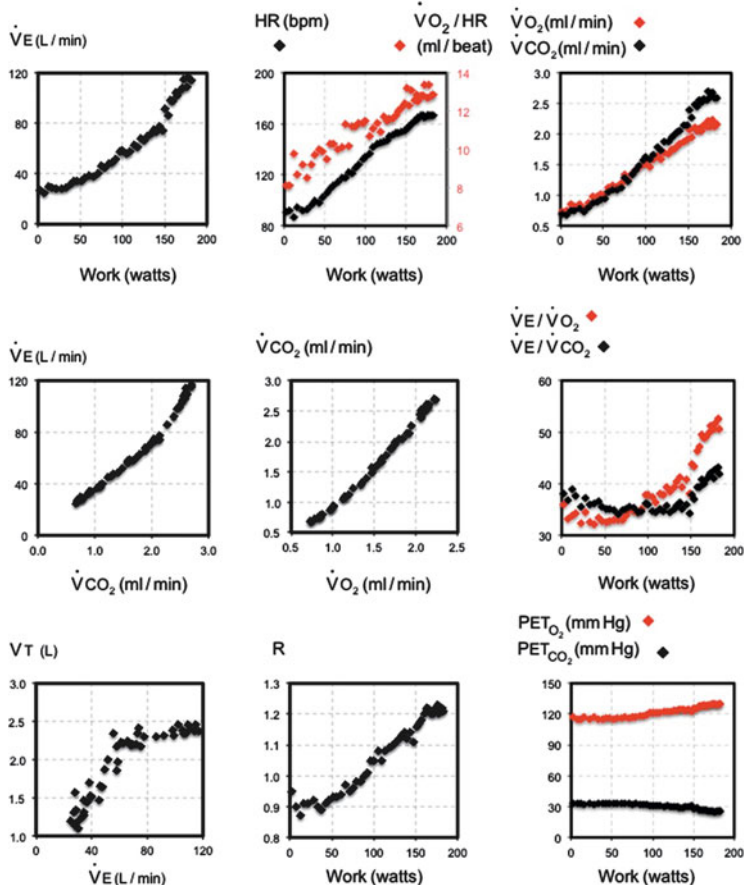 V̇E (L / min)
120
80
40
0
0 50 100 150 200
Work (watts)
HR (bpm)
V̇O₂ / HR
(ml / beat)
200
160
120
80
14
12
10
8
6
0 50 100 150 200
Work (watts)
V̇O₂(ml / min)
V̇CO₂(ml / min)
3.0
2.5
2.0
1.5
1.0
0.5
0 50 100 150 200
Work (watts)
V̇E (L / min)
120
80
40
0
0.0 1.0 2.0 3.0
V̇CO₂ (ml / min)
V̇CO₂ (ml / min)
3.0
2.5
2.0
1.5
1.0
0.5
0.5 1.0 1.5 2.0 2.5
V̇O₂ (ml / min)
V̇E / V̇O₂
V̇E / V̇CO₂
60
50
40
30
0 50 100 150 200
Work (watts)
VT (L)
3.0
2.5
2.0
1.5
1.0
0 40 80 120
V̇E (L / min)
R
1.3
1.2
1.1
1.0
0.9
0.8
0 50 100 150 200
Work (watts)
PET O₂ (mm Hg)
PET CO₂ (mm Hg)
150
120
90
60
30
0
0 50 100 150 200
Work (watts)